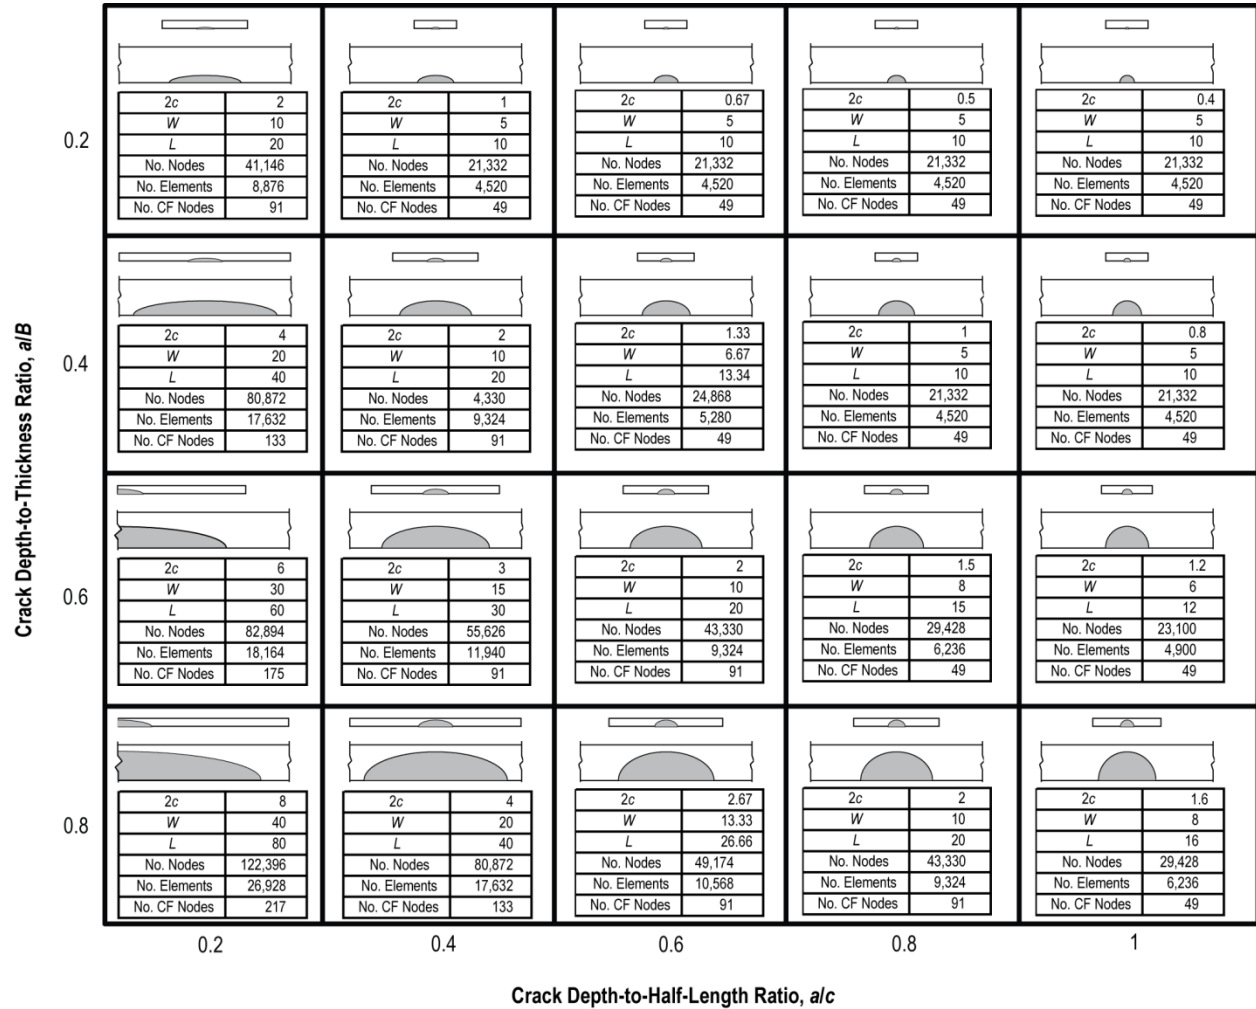 2c 2
W 10
L 20
No. Nodes 41,146
No. Elements 8,876
No. CF Nodes 91
2c 1
W 5
L 10
No. Nodes 21,332
No. Elements 4,520
No. CF Nodes 49
2c 0.67
W 5
L 10
No. Nodes 21,332
No. Elements 4,520
No. CF Nodes 49
2c 0.5
W 5
L 10
No. Nodes 21,332
No. Elements 4,520
No. CF Nodes 49
2c 0.4
W 5
L 10
No. Nodes 21,332
No. Elements 4,520
No. CF Nodes 49
0.2
2c 4
W 20
L 40
No. Nodes 80,872
No. Elements 17,632
No. CF Nodes 133
2c 2
W 10
L 20
No. Nodes 4,330
No. Elements 9,324
No. CF Nodes 91
2c 1.33
W 6.67
L 13.34
No. Nodes 24,868
No. Elements 5,280
No. CF Nodes 49
2c 1
W 5
L 10
No. Nodes 21,332
No. Elements 4,520
No. CF Nodes 49
2c 0.8
W 5
L 10
No. Nodes 21,332
No. Elements 4,520
No. CF Nodes 49
0.4
Crack Depth-to-Thickness Ratio, a/B
2c 6
W 30
L 60
No. Nodes 82,894
No. Elements 18,164
No. CF Nodes 175
2c 3
W 15
L 30
No. Nodes 55,626
No. Elements 11,940
No. CF Nodes 91
2c 2
W 10
L 20
No. Nodes 43,330
No. Elements 9,324
No. CF Nodes 91
2c 1.5
W 8
L 15
No. Nodes 29,428
No. Elements 6,236
No. CF Nodes 49
2c 1.2
W 6
L 12
No. Nodes 23,100
No. Elements 4,900
No. CF Nodes 49
0.6
2c 8
W 40
L 80
No. Nodes 122,396
No. Elements 26,928
No. CF Nodes 217
2c 4
W 20
L 40
No. Nodes 80,872
No. Elements 17,632
No. CF Nodes 133
2c 2.67
W 13.33
L 26.66
No. Nodes 49,174
No. Elements 10,568
No. CF Nodes 91
2c 2
W 10
L 20
No. Nodes 43,330
No. Elements 9,324
No. CF Nodes 91
2c 1.6
W 8
L 16
No. Nodes 29,428
No. Elements 6,236
No. CF Nodes 49
0.8
0.2 0.4 0.6 0.8 1
Crack Depth-to-Half-Length Ratio, a/c